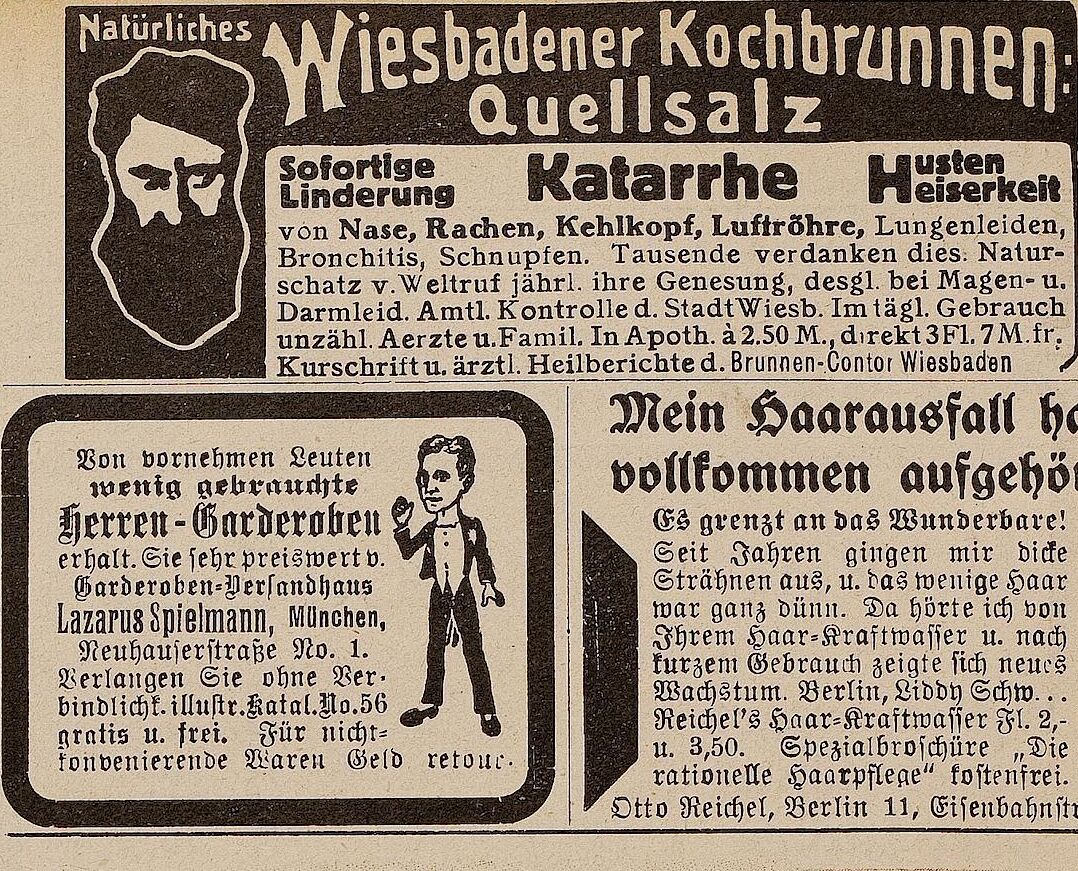 Natürliches
Wiesbadener Kochbrunnen:
Quellsalz
Sofortige Linderung
Katarrhe
Husten Heiserkeit
von Nase, Rachen, Kehlkopf, Luftröhre, Lungenleiden,
Bronchitis, Schnupfen. Tausende verdanken dies. Natur-
schatz v. Weltruf jährl. ihre Genesung, desgl. bei Magen- u.
Darmleid. Amtl. Kontrolle d. Stadt Wiesb. Im tägl. Gebrauch
unzähl. Aerzte u. Famil. In Apoth. à 2.50 M., direkt 3 Fl. 7 M. fr.
Kurschrift u. ärztl. Heilberichte d. Brunnen-Contor Wiesbaden
Von vornehmen Leuten
wenig gebrauchte
Herren-Garderoben
erhalt. Sie sehr preiswert v.
Garderoben-Versandhaus
Lazarus Spielmann, München,
Neuhauserstraße No. 1.
Verlangen Sie ohne Ver-
bindlichk. illustr. Katal. No. 56
gratis u. frei. Für nicht-
konvenierende Waren Geld retour.
Mein Haarausfall ha
vollkommen aufgehö
Es grenzt an das Wunderbare!
Seit Jahren gingen mir dicke
Strähnen aus, u. das wenige Haar
war ganz dünn. Da hörte ich von
Ihrem Haar-Kraftwasser u. nach
kurzem Gebrauch zeigte sich neues
Wachstum. Berlin, Liddy Schw...
Reichel's Haar-Kraftwasser Fl. 2,-
u. 3,50. Spezialbroschüre „Die
rationelle Haarpflege" kostenfrei.
Otto Reichel, Berlin 11, Eisenbahnstr